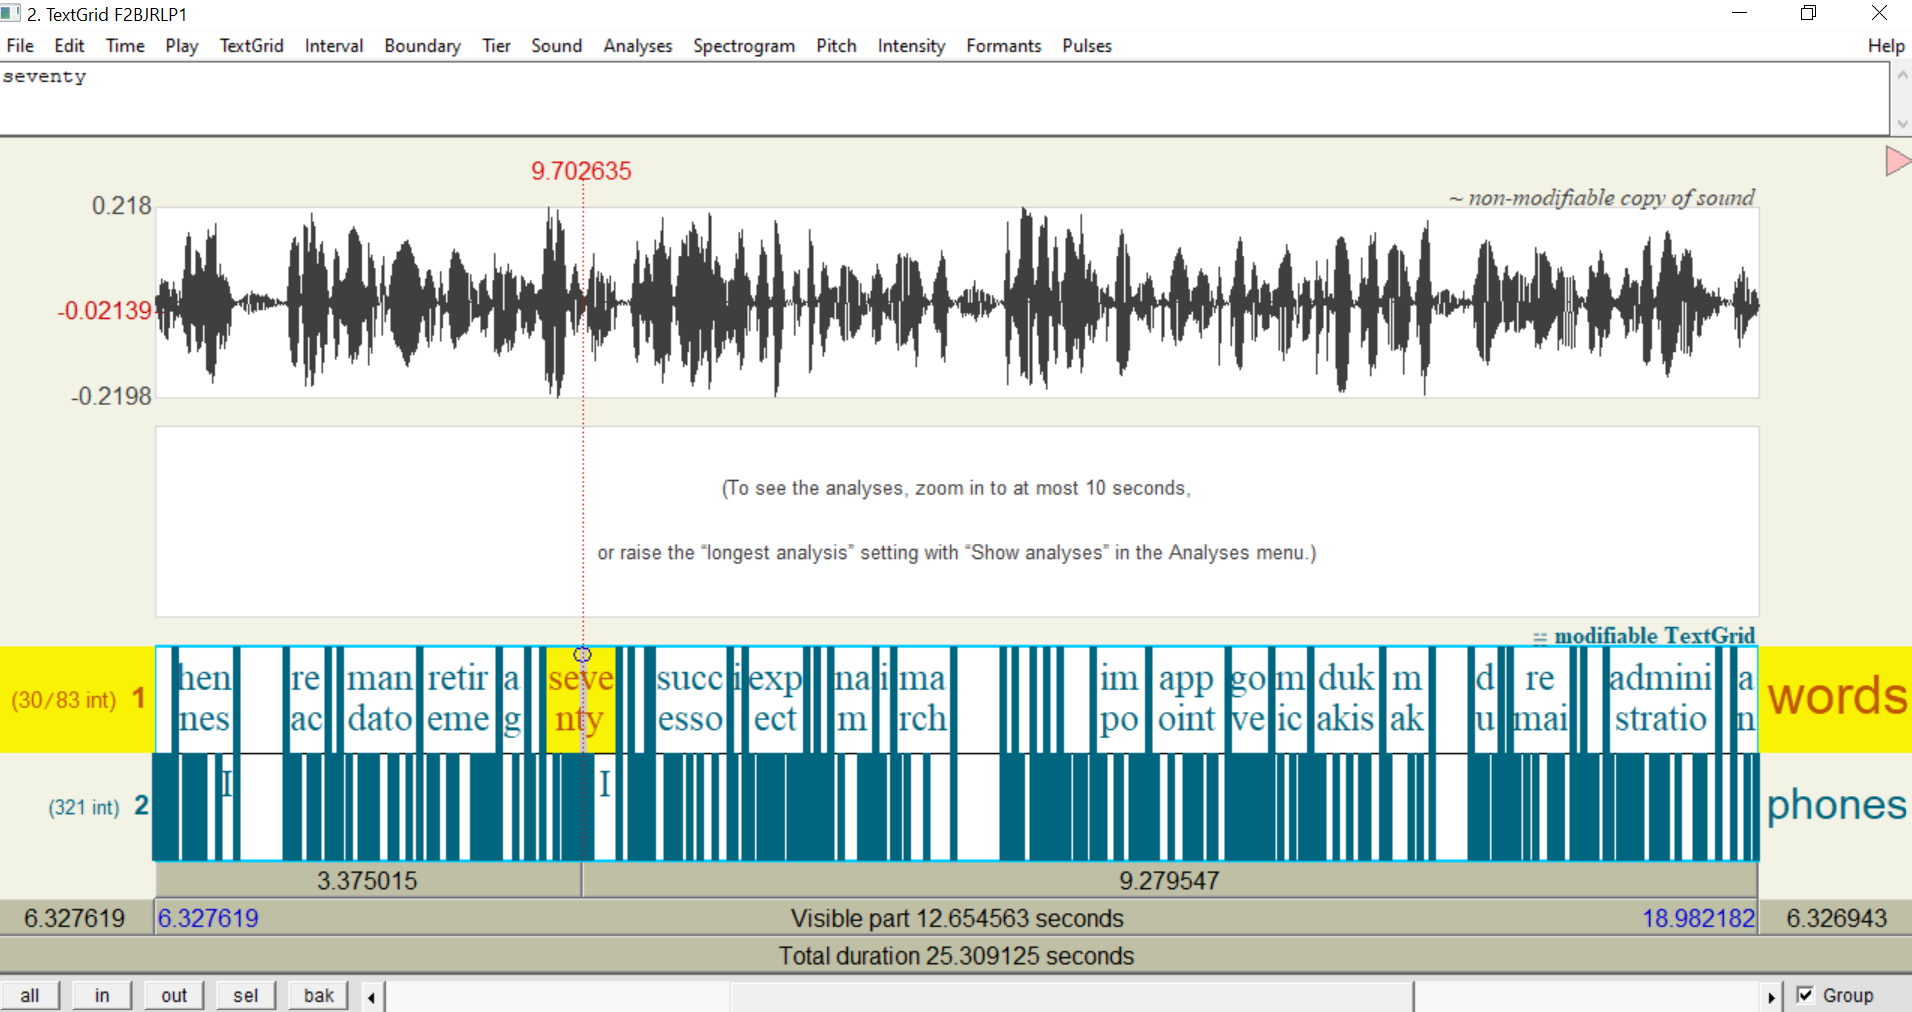 2. TextGrid F2BJRLP1
File Edit Time Play TextGrid Interval Boundary Tier Sound Analyses Spectrogram Pitch Intensity Formants Pulses Help
seventy
9.702635
0.218
~ non-modifiable copy of sound
-0.02139
-0.2198
(To see the analyses, zoom in to at most 10 seconds,
or raise the “longest analysis” setting with “Show analyses” in the Analyses menu.)
modifiable TextGrid
hen re man retir a seve succ i exp na i ma im app go m duk m d re admini a
(30/83 int) 1 words
nes ac dato eme g nty esso ect m rch po oint ve ic akis ak u mai stratio n
I I
(321 int) 2 phones
3.375015 9.279547
6.327619 6.327619 Visible part 12.654563 seconds 18.982182 6.326943
Total duration 25.309125 seconds
all in out sel bak Group